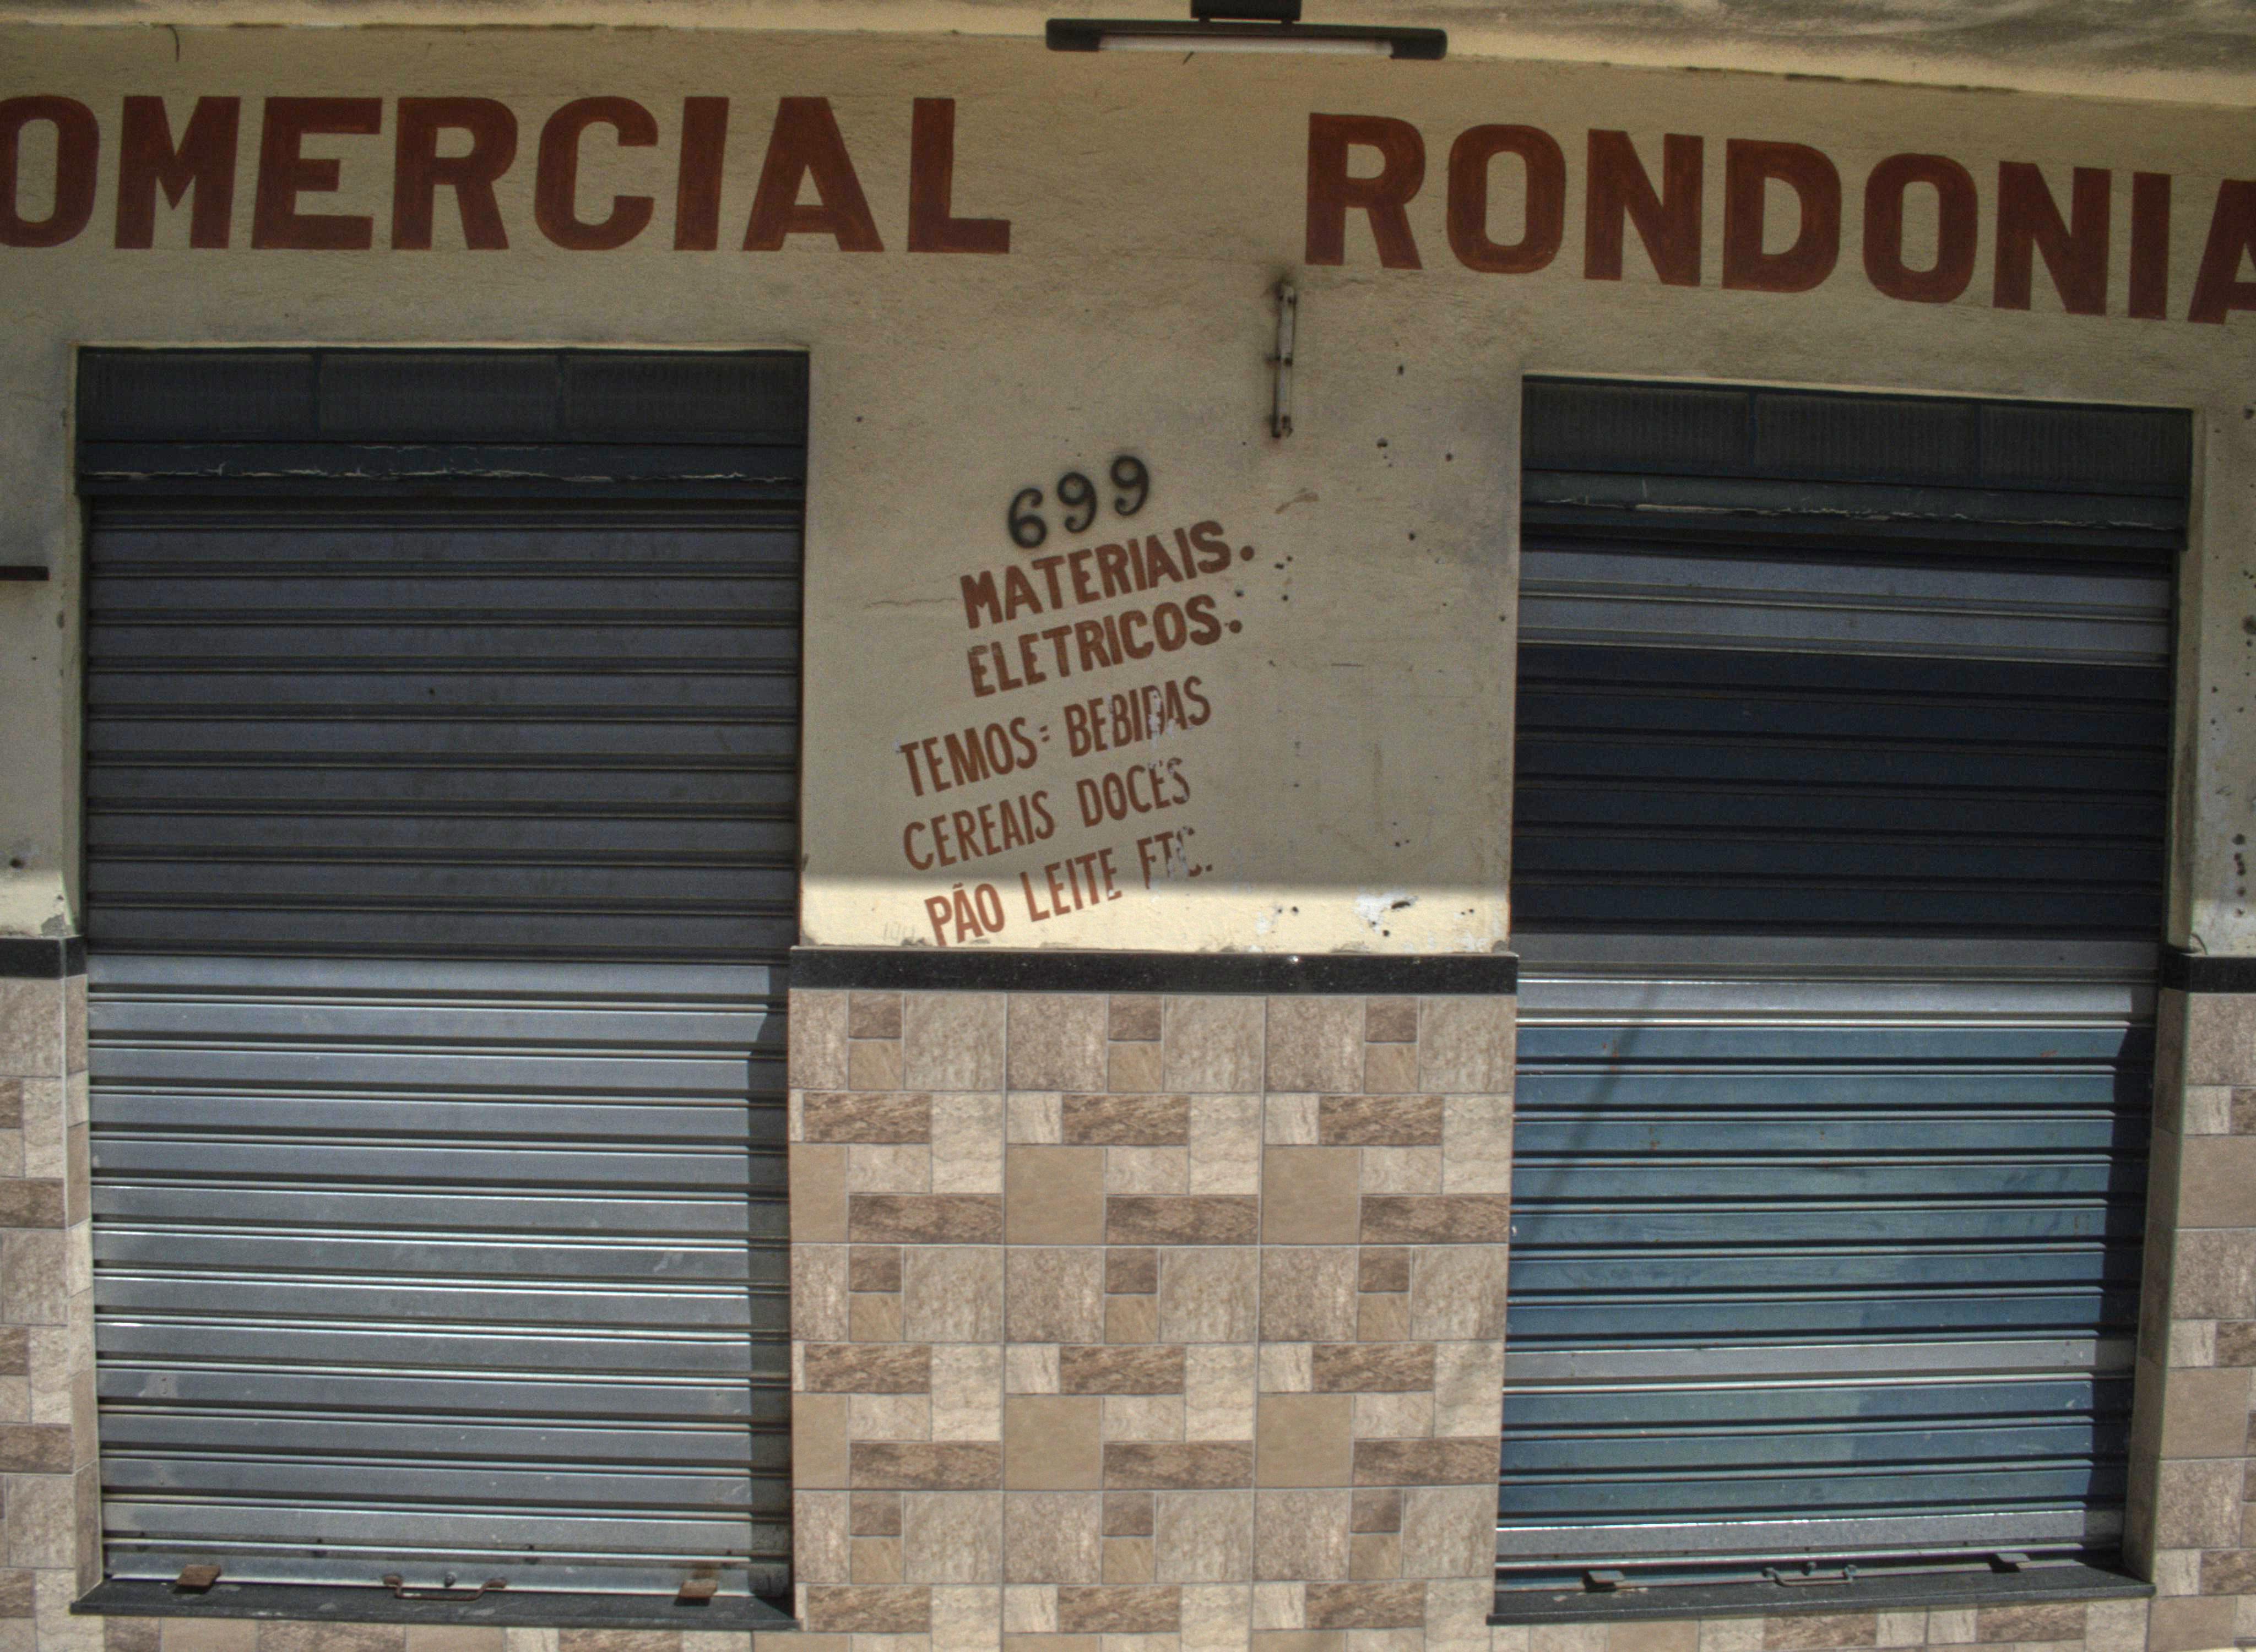 OMERCIAL RONDONIA
699
MATERIAIS.
ELETRICOS.
TEMOS: BEBIDAS
CEREAIS DOCES
PÃO LEITE ETC.